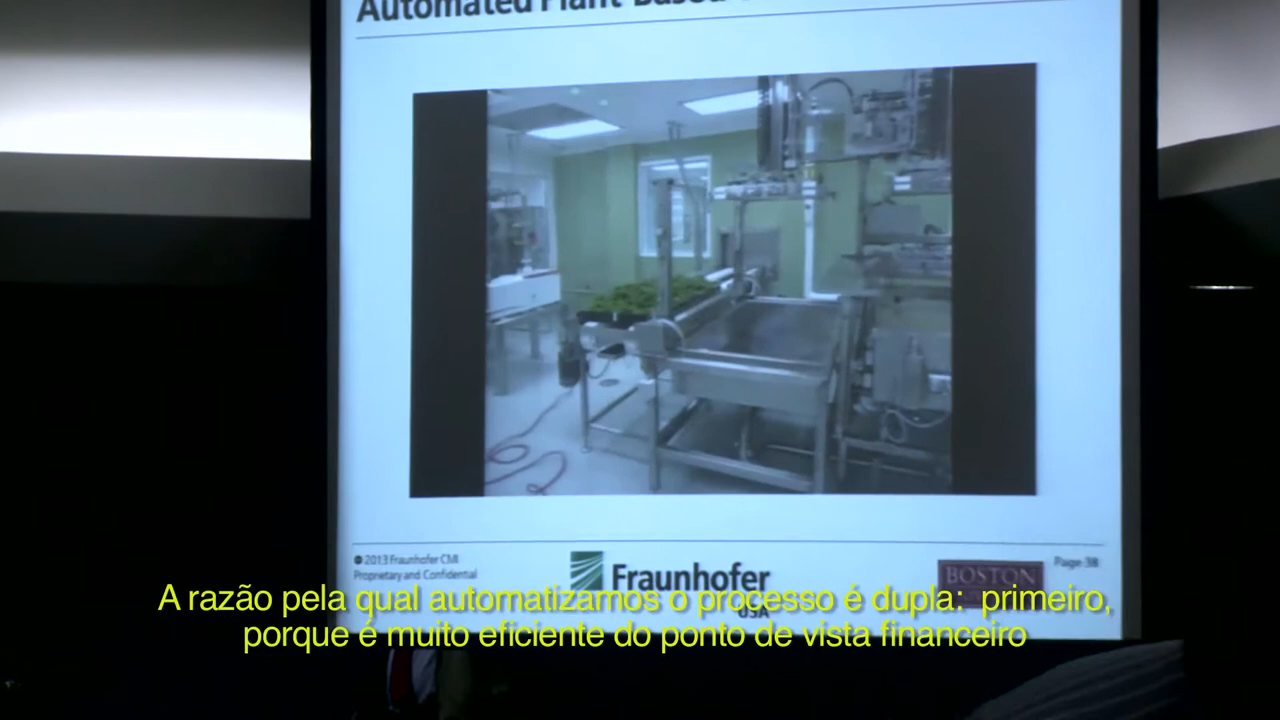 Automated Plant Based
© 2013 Fraunhofer CMI
Proprietary and Confidential
Fraunhofer
USA
BOSTON
Page 38
A razão pela qual automatizamos o processo é dupla: primeiro,
porque é muito eficiente do ponto de vista financeiro